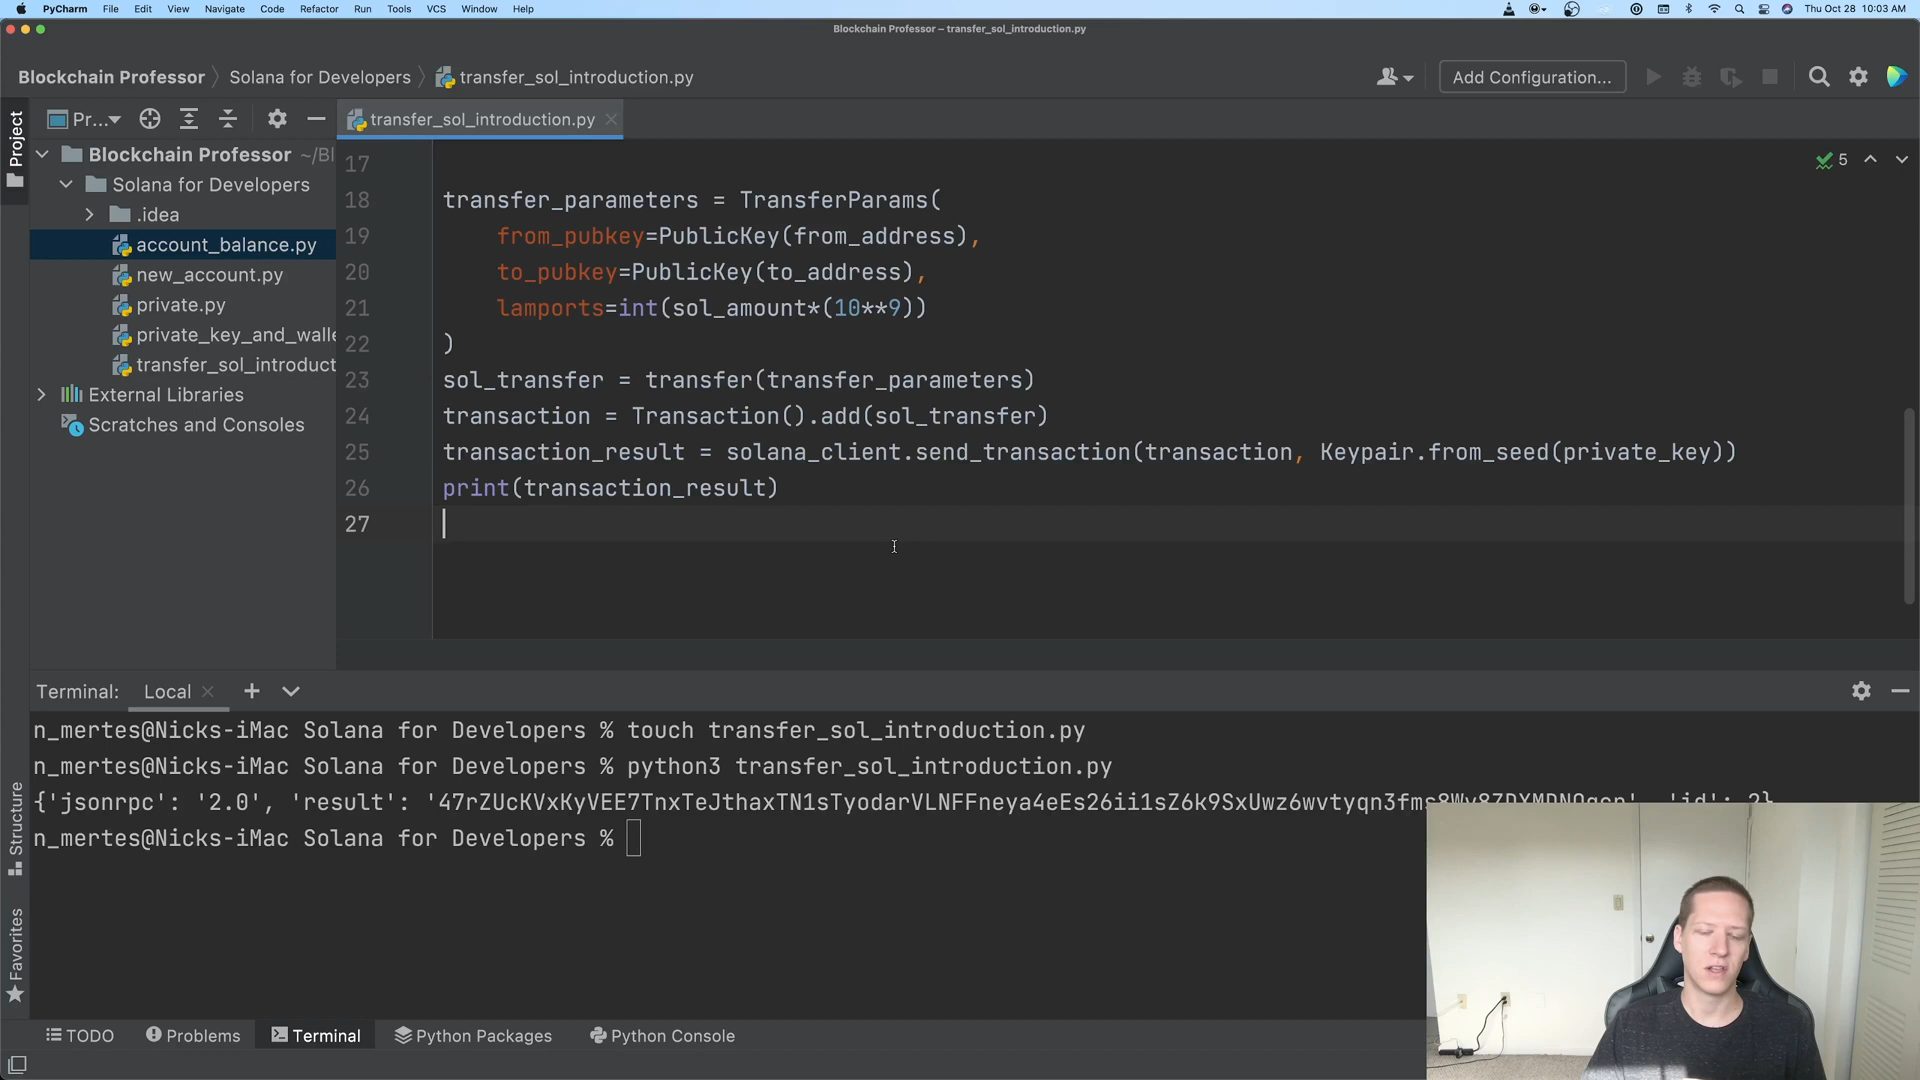 PyCharm File Edit View Navigate Code Refactor Run Tools VCS Window Help Thu Oct 28 10:03 AM
Blockchain Professor – transfer_sol_introduction.py
Blockchain Professor Solana for Developers transfer_sol_introduction.py Add Configuration...
Project
Pr... transfer_sol_introduction.py
Blockchain Professor ~/Bl
Solana for Developers
.idea
account_balance.py
new_account.py
private.py
private_key_and_walle
transfer_sol_introduct
External Libraries
Scratches and Consoles
5
17
18 transfer_parameters = TransferParams(
19 from_pubkey=PublicKey(from_address),
20 to_pubkey=PublicKey(to_address),
21 lamports=int(sol_amount*(10**9))
22 )
23 sol_transfer = transfer(transfer_parameters)
24 transaction = Transaction().add(sol_transfer)
25 transaction_result = solana_client.send_transaction(transaction, Keypair.from_seed(private_key))
26 print(transaction_result)
27
Terminal: Local
n_mertes@Nicks-iMac Solana for Developers % touch transfer_sol_introduction.py
n_mertes@Nicks-iMac Solana for Developers % python3 transfer_sol_introduction.py
{'jsonrpc': '2.0', 'result': 'id': 2}
n_mertes@Nicks-iMac Solana for Developers %
Structure
Favorites
TODO Problems Terminal Python Packages Python Console